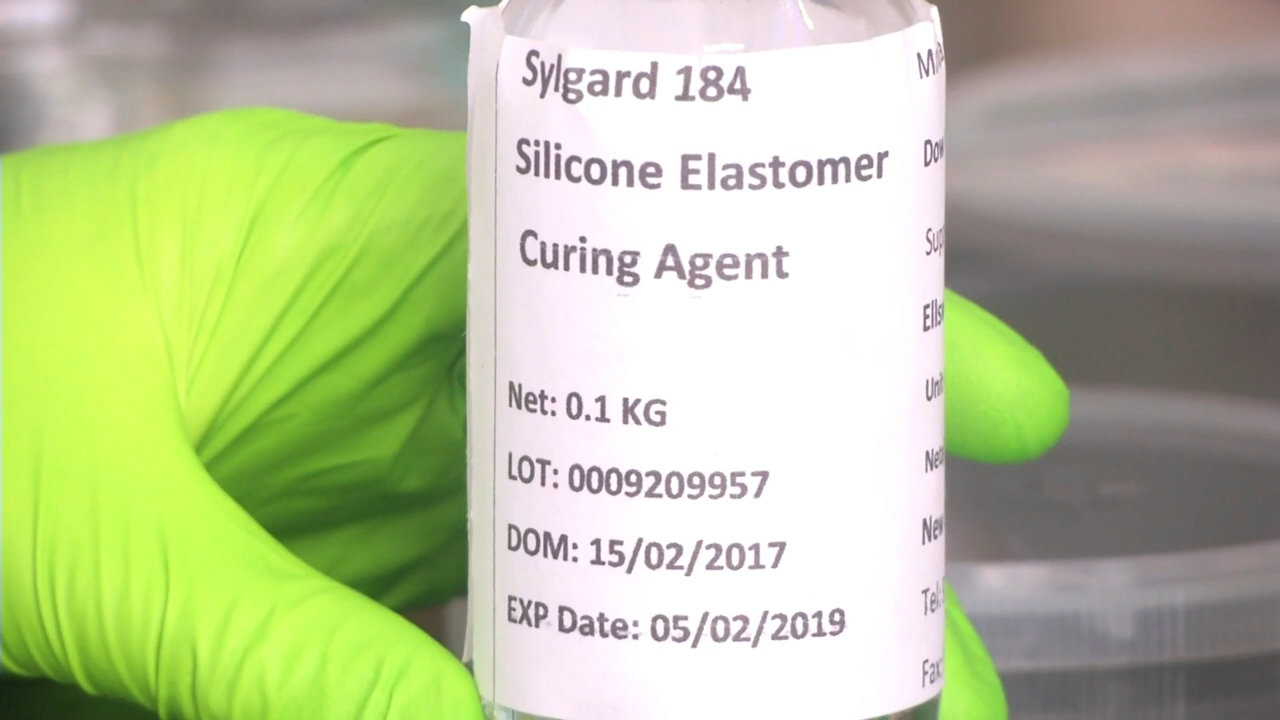 Sylgard 184
Silicone Elastomer
Curing Agent
Net: 0.1 KG
LOT: 0009209957
DOM: 15/02/2017
EXP Date: 05/02/2019